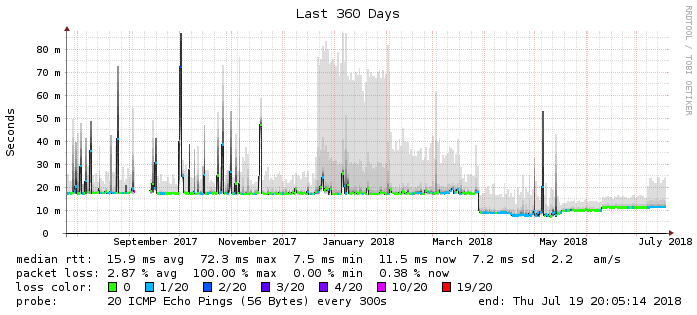 Last 360 Days
RRDTOOL / TOBI OETIKER
Seconds
80 m
70 m
60 m
50 m
40 m
30 m
20 m
10 m
0
September 2017 November 2017 January 2018 March 2018 May 2018 July 2018
median rtt: 15.9 ms avg 72.3 ms max 7.5 ms min 11.5 ms now 7.2 ms sd 2.2 am/s
packet loss: 2.87 % avg 100.00 % max 0.00 % min 0.38 % now
loss color: 0 1/20 2/20 3/20 4/20 10/20 19/20
probe: 20 ICMP Echo Pings (56 Bytes) every 300s end: Thu Jul 19 20:05:14 2018